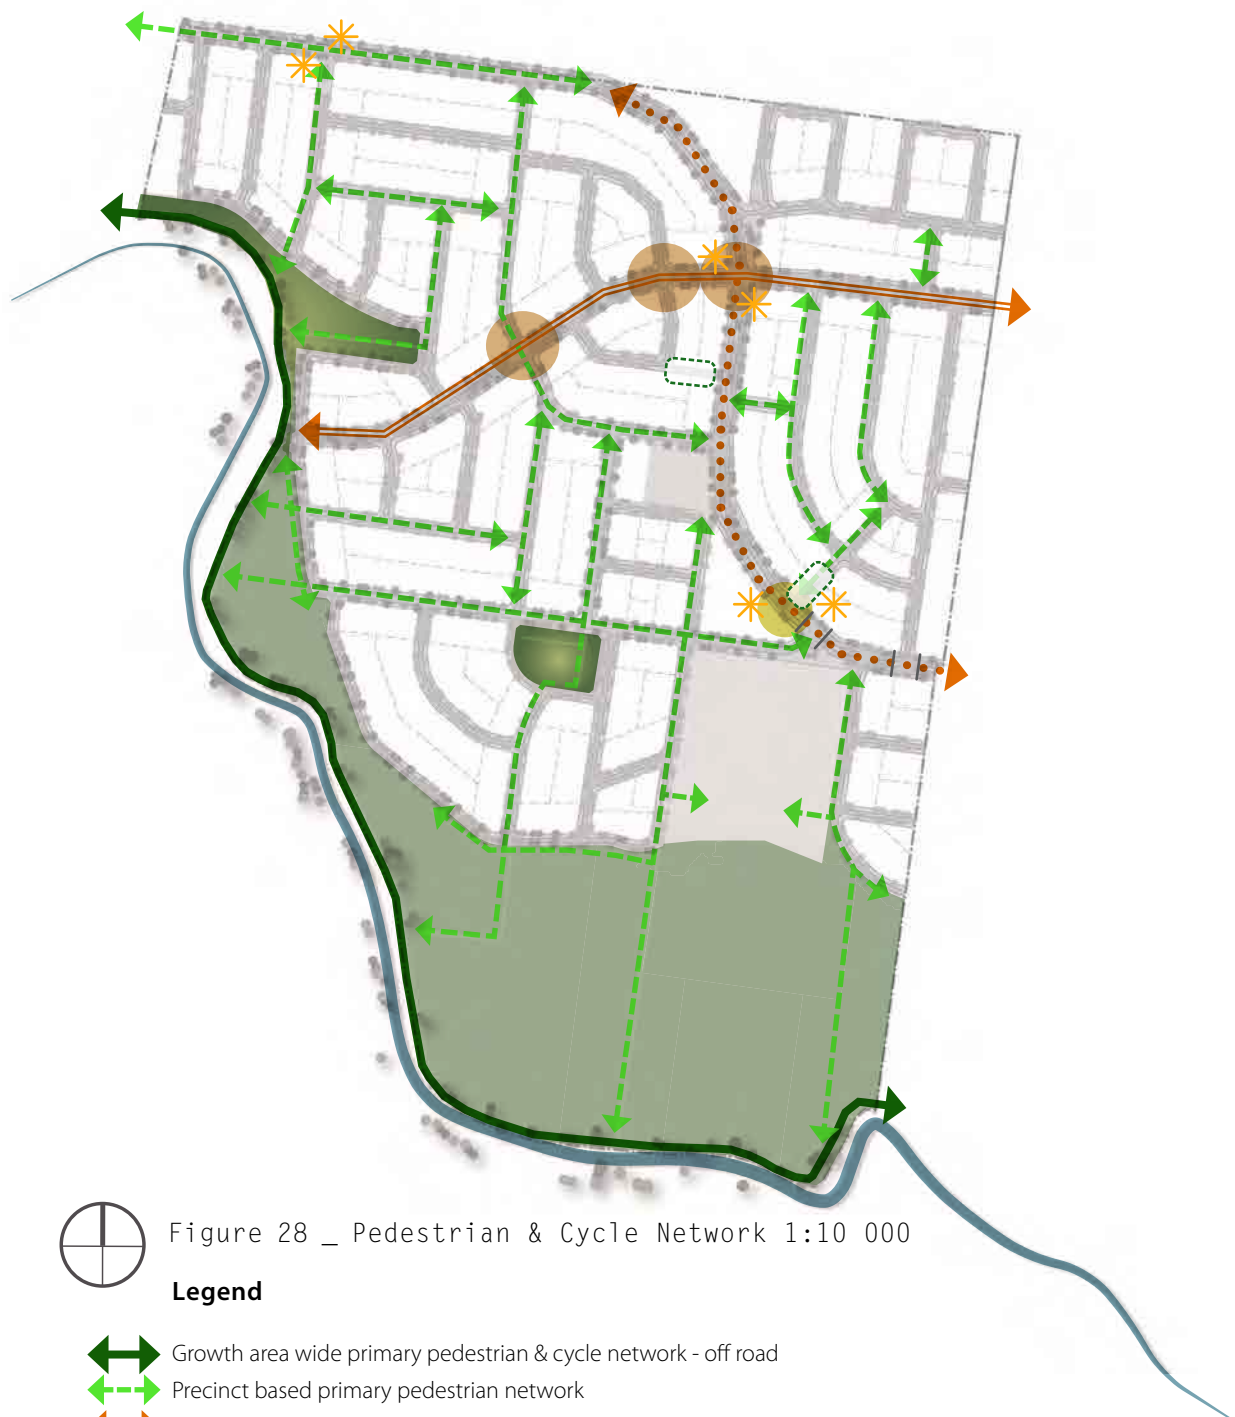 Figure 28 _ Pedestrian & Cycle Network 1:10 000
Legend
Growth area wide primary pedestrian & cycle network - off road
Precinct based primary pedestrian network